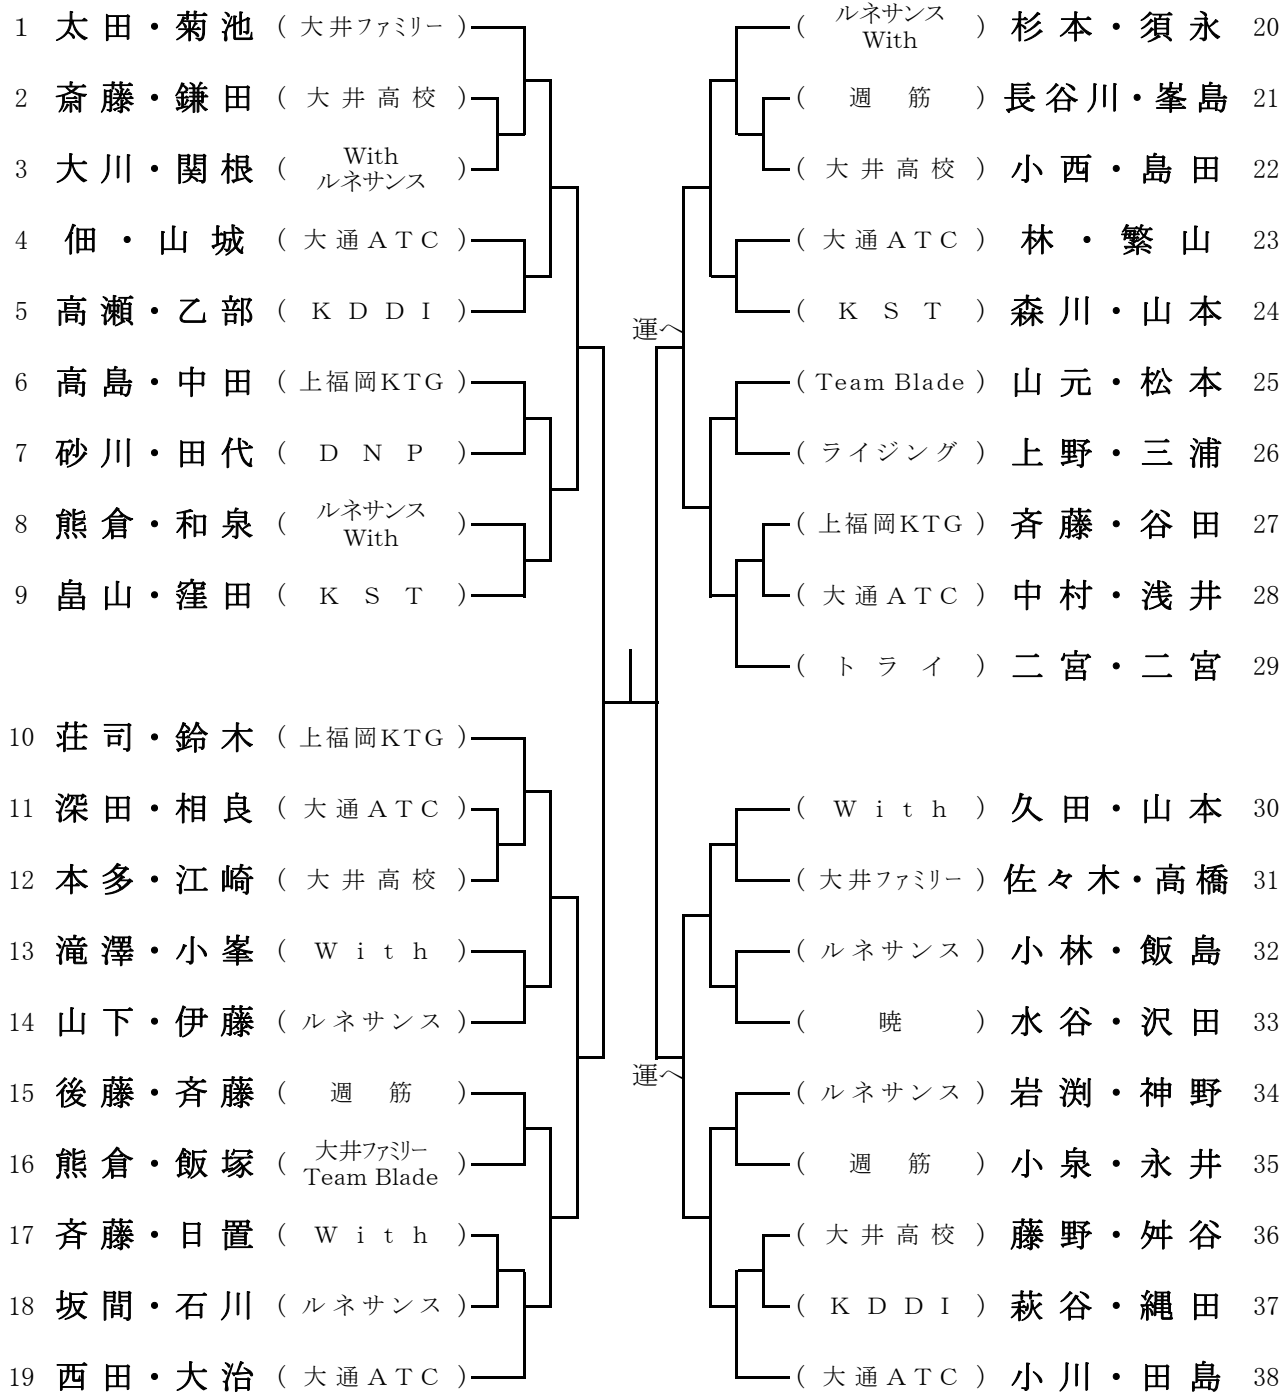 1 太田・菊池 （大井ファミリー）
2 斎藤・鎌田 （大井高校）
3 大川・関根 （With
ルネサンス）
4 佃・山城 （大通ATC）
5 高瀬・乙部 （KDDI）
6 高島・中田 （上福岡KTG）
7 砂川・田代 （DNP）
8 熊倉・和泉 （ルネサンス
With）
9 畠山・窪田 （KST）
10 荘司・鈴木 （上福岡KTG）
11 深田・相良 （大通ATC）
12 本多・江崎 （大井高校）
13 滝澤・小峯 （With）
14 山下・伊藤 （ルネサンス）
15 後藤・斉藤 （週筋）
16 熊倉・飯塚 （大井ファミリー
Team Blade）
17 斉藤・日置 （With）
18 坂間・石川 （ルネサンス）
19 西田・大治 （大通ATC）
運へ
運へ
（ルネサンス
With） 杉本・須永 20
（週筋） 長谷川・峯島 21
（大井高校） 小西・島田 22
（大通ATC） 林・繁山 23
（KST） 森川・山本 24
（Team Blade） 山元・松本 25
（ライジング） 上野・三浦 26
（上福岡KTG） 斉藤・谷田 27
（大通ATC） 中村・浅井 28
（トライ） 二宮・二宮 29
（With） 久田・山本 30
（大井ファミリー） 佐々木・高橋 31
（ルネサンス） 小林・飯島 32
（暁） 水谷・沢田 33
（ルネサンス） 岩渕・神野 34
（週筋） 小泉・永井 35
（大井高校） 藤野・舛谷 36
（KDDI） 萩谷・縄田 37
（大通ATC） 小川・田島 38